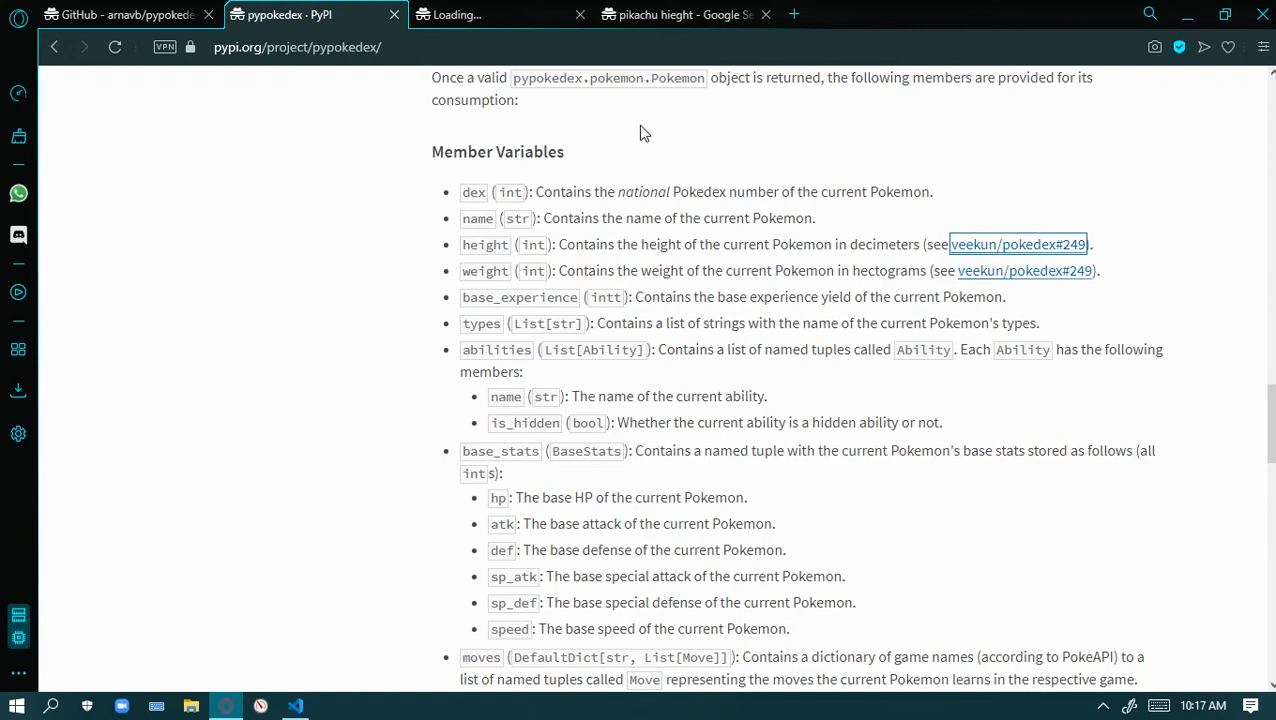 GitHub - arnavb/pypokede
pypokedex · PyPI
Loading...
pikachu hieght - Google Se
VPN
pypi.org/project/pypokedex/
Once a valid pypokedex.pokemon.Pokemon object is returned, the following members are provided for its
consumption:
Member Variables
dex (int): Contains the national Pokedex number of the current Pokemon.
name (str): Contains the name of the current Pokemon.
height (int): Contains the height of the current Pokemon in decimeters (see veekun/pokedex#249).
weight (int): Contains the weight of the current Pokemon in hectograms (see veekun/pokedex#249).
base_experience (intt): Contains the base experience yield of the current Pokemon.
types (List[str]): Contains a list of strings with the name of the current Pokemon's types.
abilities (List[Ability]): Contains a list of named tuples called Ability. Each Ability has the following
members:
name (str): The name of the current ability.
is_hidden (bool): Whether the current ability is a hidden ability or not.
base_stats (BaseStats): Contains a named tuple with the current Pokemon's base stats stored as follows (all
ints):
hp: The base HP of the current Pokemon.
atk: The base attack of the current Pokemon.
def: The base defense of the current Pokemon.
sp_atk: The base special attack of the current Pokemon.
sp_def: The base special defense of the current Pokemon.
speed: The base speed of the current Pokemon.
moves (DefaultDict[str, List[Move]]): Contains a dictionary of game names (according to PokeAPI) to a
list of named tuples called Move representing the moves the current Pokemon learns in the respective game.
10:17 AM